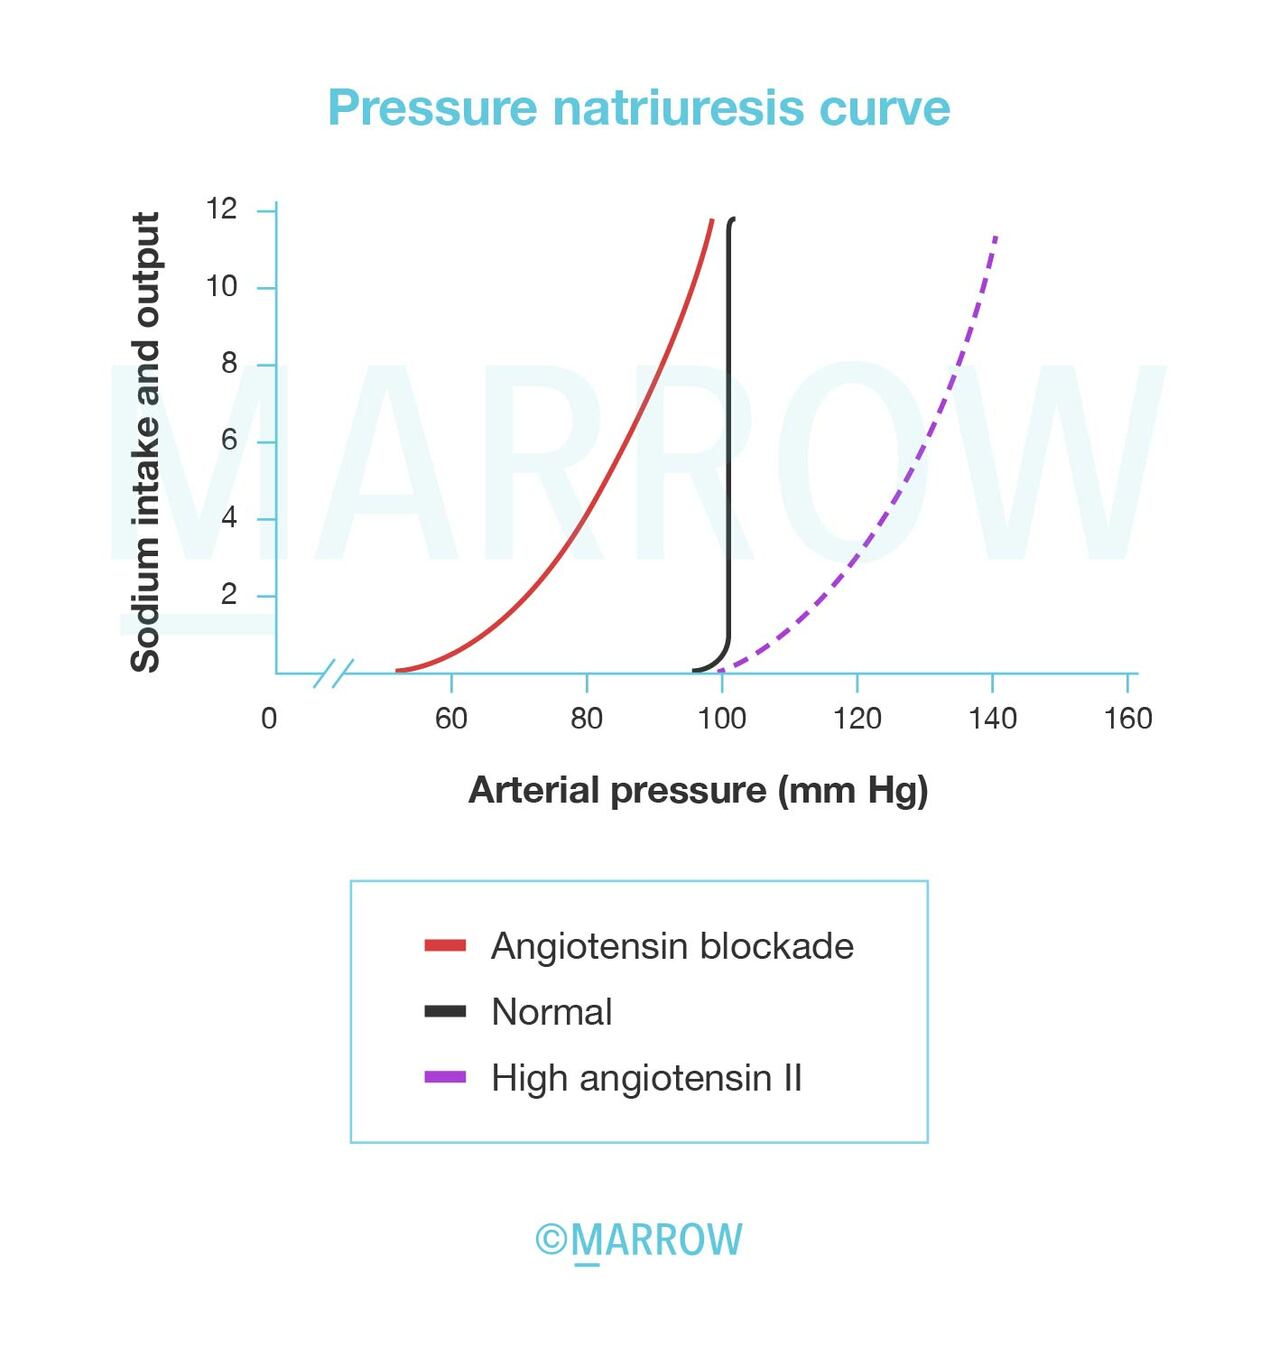 Pressure natriuresis curve
Sodium intake and output
12
10
8
6
4
2
0 60 80 100 120 140 160
Arterial pressure (mm Hg)
MARROW
Angiotensin blockade
Normal
High angiotensin II
©MARROW